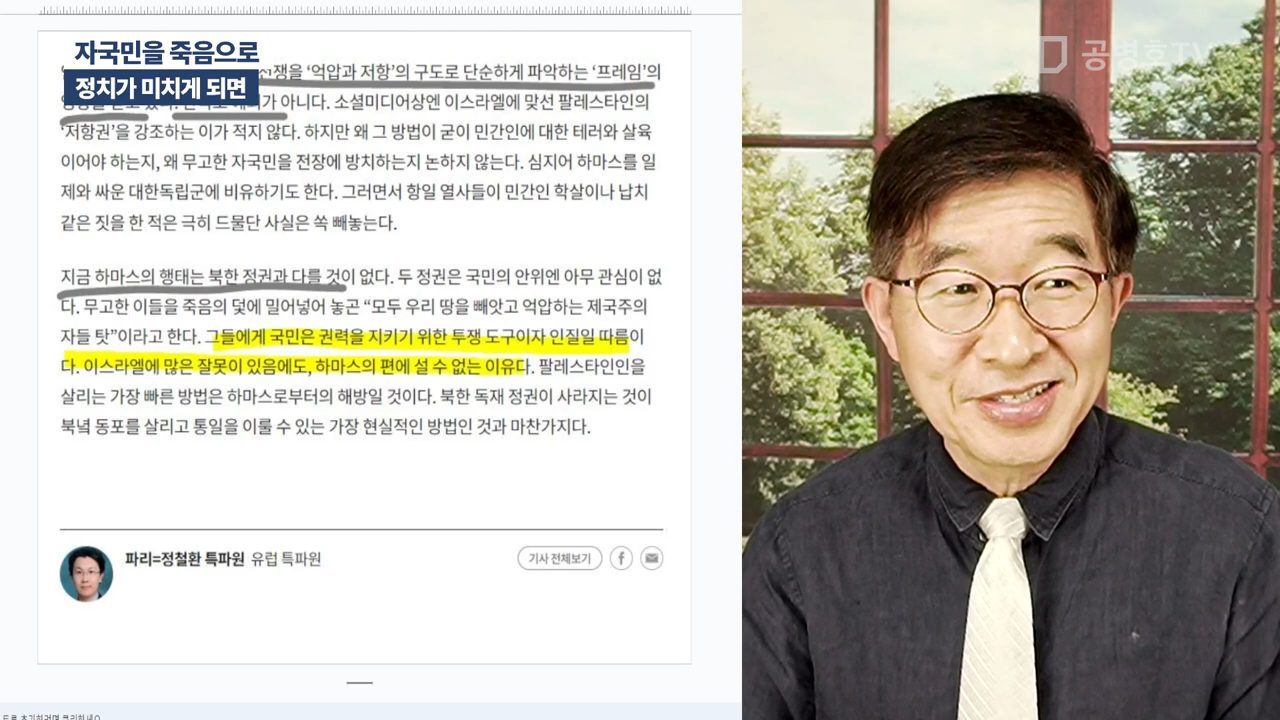 자국민을 죽음으로
정치가 미치게 되면
쟁을 ‘억압과 저항’의 구도로 단순하게 파악하는 ‘프레임’의
아니다. 소셜미디어상엔 이스라엘에 맞선 팔레스타인의
‘저항권’을 강조하는 이가 적지 않다. 하지만 왜 그 방법이 굳이 민간인에 대한 테러와 살육
이어야 하는지, 왜 무고한 자국민을 전장에 방치하는지 논하지 않는다. 심지어 하마스를 일
제와 싸운 대한독립군에 비유하기도 한다. 그러면서 항일 열사들이 민간인 학살이나 납치
같은 짓을 한 적은 극히 드물단 사실은 쏙 빼놓는다.
지금 하마스의 행태는 북한 정권과 다를 것이 없다. 두 정권은 국민의 안위엔 아무 관심이 없
다. 무고한 이들을 죽음의 덫에 밀어넣어 놓곤 “모두 우리 땅을 빼앗고 억압하는 제국주의
자들 탓”이라고 한다. 그들에게 국민은 권력을 지키기 위한 투쟁 도구이자 인질일 따름이
다. 이스라엘에 많은 잘못이 있음에도, 하마스의 편에 설 수 없는 이유다. 팔레스타인인을
살리는 가장 빠른 방법은 하마스로부터의 해방일 것이다. 북한 독재 정권이 사라지는 것이
북녘 동포를 살리고 통일을 이룰 수 있는 가장 현실적인 방법인 것과 마찬가지다.
파리=정철환 특파원 유럽 특파원
기사 전체보기
공병호TV